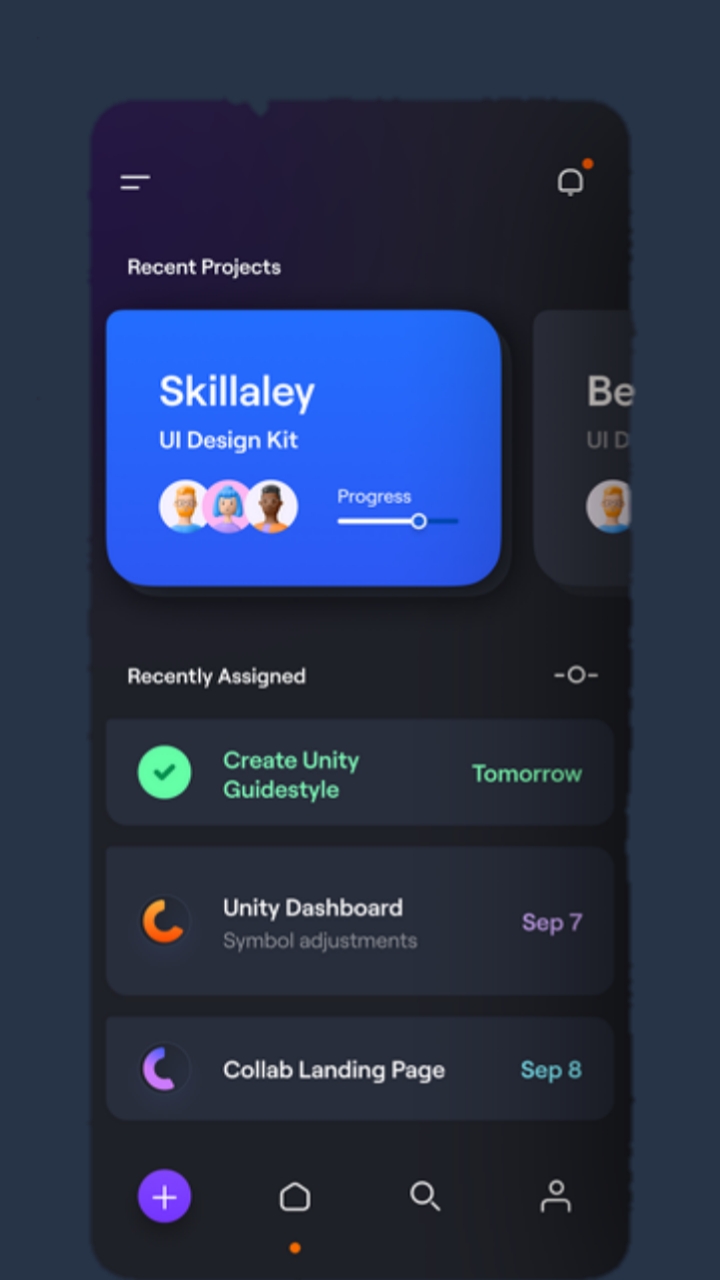 Recent Projects
Skillaley
UI Design Kit
Progress
Be
UI D
Recently Assigned
Create Unity
Guidestyle
Tomorrow
Unity Dashboard
Symbol adjustments
Sep 7
Collab Landing Page
Sep 8